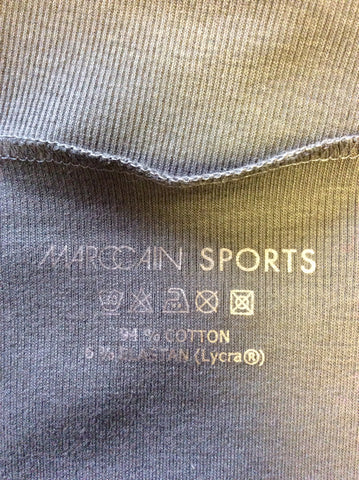 MARCCAIN SPORTS
94 % COTTON
6 % ELASTAN (Lycra®)